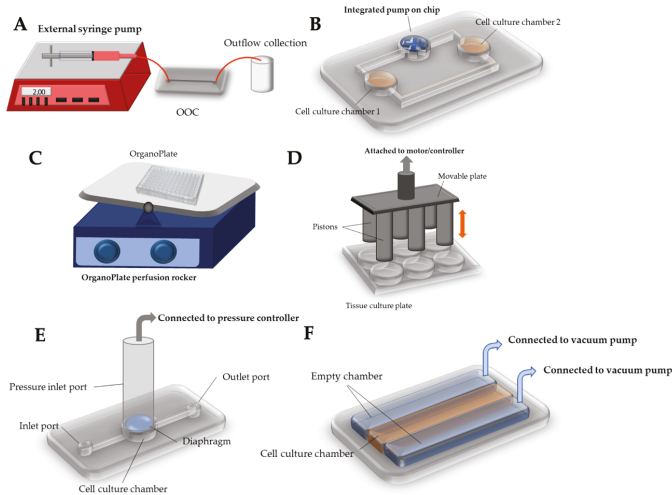 A
External syringe pump
2,00
Outflow collection
OOC
B
Integrated pump on chip
Cell culture chamber 2
Cell culture chamber 1
C
OrganoPlate
OrganoPlate perfusion rocker
D
Attached to motor/controller
Movable plate
Pistons
Tissue culture plate
E
Connected to pressure controller
Pressure inlet port
Outlet port
Inlet port
Diaphragm
Cell culture chamber
F
Connected to vacuum pump
Connected to vacuum pump
Empty chamber
Cell culture chamber